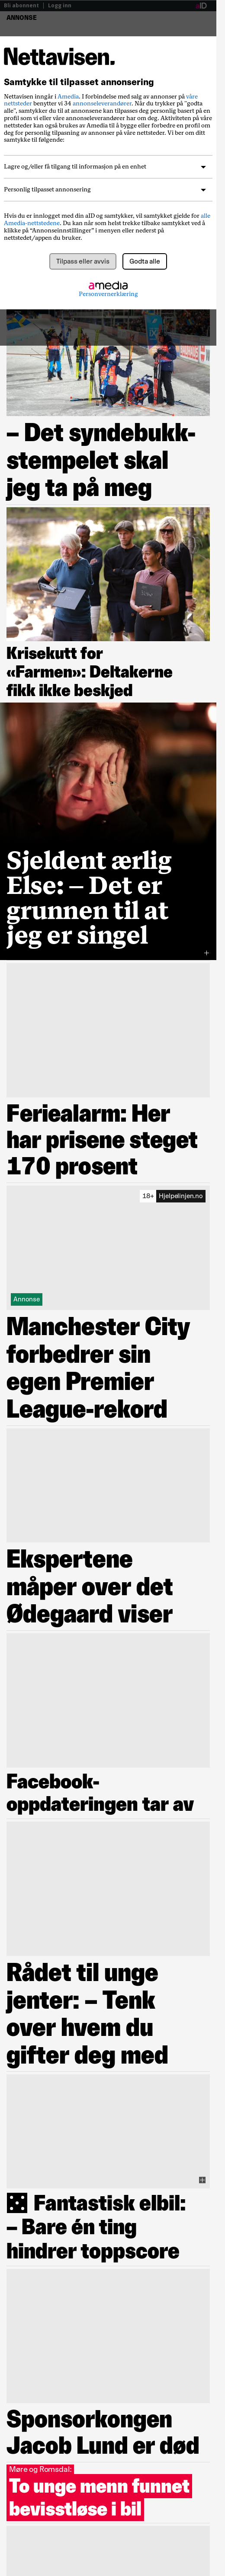 Bli abonnent | Logg inn
aID
ANNONSE
Nettavisen.
Samtykke til tilpasset annonsering
Nettavisen inngår i Amedia. I forbindelse med salg av annonser på våre
nettsteder benytter vi 34 annonseleverandører. Når du trykker på "godta
alle", samtykker du til at annonsene kan tilpasses deg personlig basert på en
profil som vi eller våre annonseleverandører har om deg. Aktiviteten på våre
nettsteder kan også brukes av Amedia til å bygge eller forbedre en profil om
deg for personlig tilpasning av annonser på våre nettsteder. Vi ber om ditt
samtykke til følgende:
Lagre og/eller få tilgang til informasjon på en enhet
Personlig tilpasset annonsering
Hvis du er innlogget med din aID og samtykker, vil samtykket gjelde for alle
Amedia-nettstedene. Du kan når som helst trekke tilbake samtykket ved å
klikke på “Annonseinnstillinger” i menyen eller nederst på
nettstedet/appen du bruker.
Tilpass eller avvis
Godta alle
amedia
Personvernerklæring
– Det syndebukk-
stempelet skal
jeg ta på meg
Krisekutt for
«Farmen»: Deltakerne
fikk ikke beskjed
Sjeldent ærlig
Else: – Det er
grunnen til at
jeg er singel
Feriealarm: Her
har prisene steget
170 prosent
18+ Hjelpelinjen.no
Annonse
Manchester City
forbedrer sin
egen Premier
League-rekord
Ekspertene
måper over det
Ødegaard viser
Facebook-
oppdateringen tar av
Rådet til unge
jenter: – Tenk
over hvem du
gifter deg med
Fantastisk elbil:
– Bare én ting
hindrer toppscore
Sponsorkongen
Jacob Lund er død
Møre og Romsdal:
To unge menn funnet
bevisstløse i bil